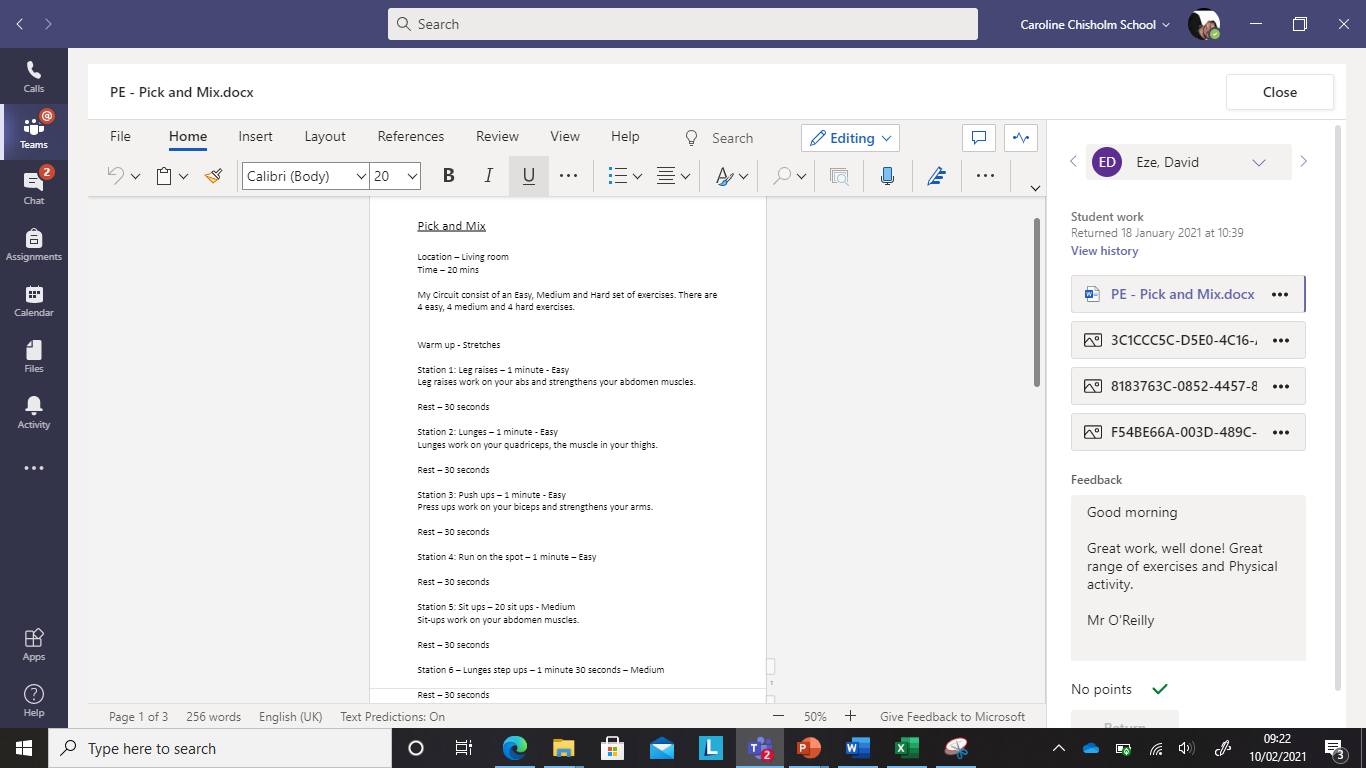 Search
Caroline Chisholm School
Calls
Teams
@
Chat
2
Assignments
Calendar
Files
Activity
Apps
Help
PE - Pick and Mix.docx
Close
File
Home
Insert
Layout
References
Review
View
Help
Search
Editing
Calibri (Body)
20
B
I
U
Pick and Mix
Location – Living room
Time – 20 mins
My Circuit consist of an Easy, Medium and Hard set of exercises. There are
4 easy, 4 medium and 4 hard exercises.
Warm up - Stretches
Station 1: Leg raises – 1 minute - Easy
Leg raises work on your abs and strengthens your abdomen muscles.
Rest – 30 seconds
Station 2: Lunges – 1 minute - Easy
Lunges work on your quadriceps, the muscle in your thighs.
Rest – 30 seconds
Station 3: Push ups – 1 minute - Easy
Press ups work on your biceps and strengthens your arms.
Rest – 30 seconds
Station 4: Run on the spot – 1 minute – Easy
Rest – 30 seconds
Station 5: Sit ups – 20 sit ups - Medium
Sit-ups work on your abdomen muscles.
Rest – 30 seconds
Station 6 – Lunges step ups – 1 minute 30 seconds – Medium
Rest – 30 seconds
Page 1 of 3
256 words
English (UK)
Text Predictions: On
50%
Give Feedback to Microsoft
ED
Eze, David
Student work
Returned 18 January 2021 at 10:39
View history
PE - Pick and Mix.docx
3C1CCC5C-D5E0-4C16-
8183763C-0852-4457-8
F54BE66A-003D-489C-
Feedback
Good morning
Great work, well done! Great
range of exercises and Physical
activity.
Mr O'Reilly
No points
Return
Type here to search
L
2
09:22
10/02/2021
3